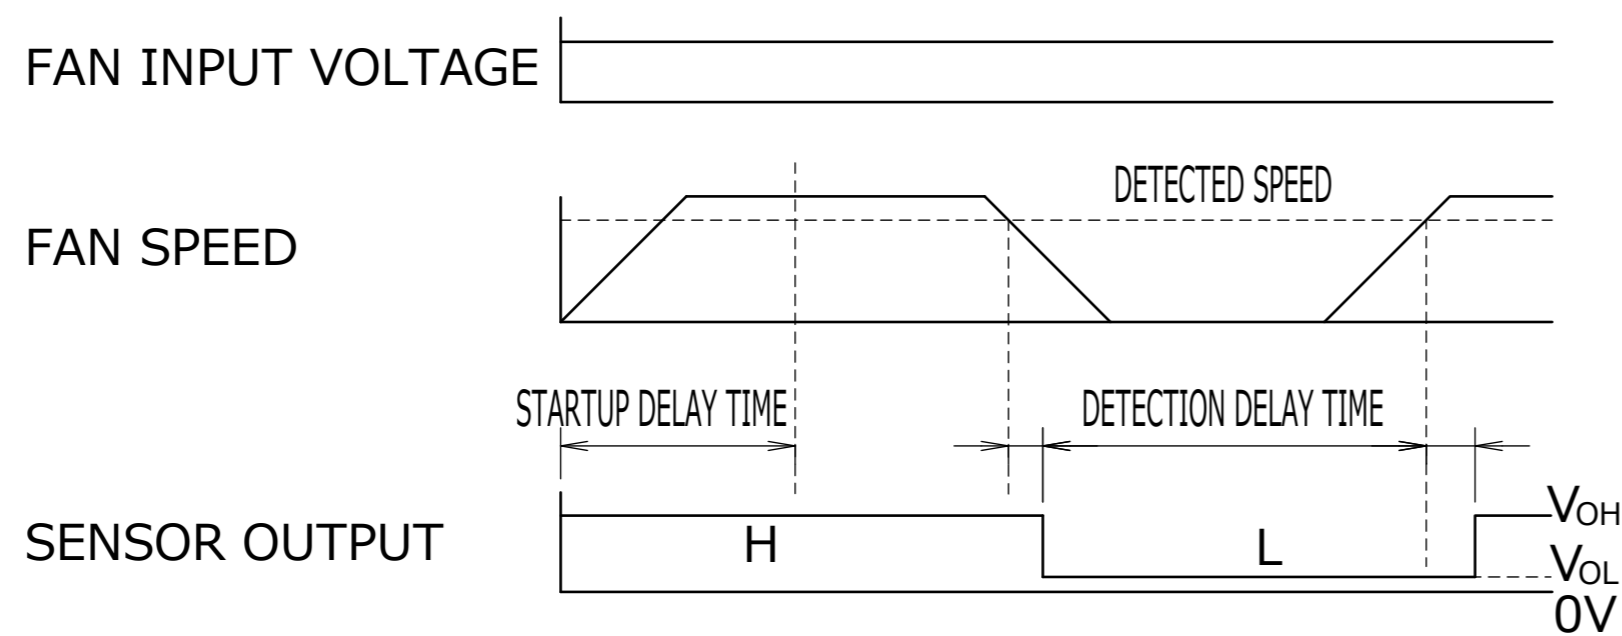 FAN INPUT VOLTAGE
DETECTED SPEED
FAN SPEED
STARTUP DELAY TIME
DETECTION DELAY TIME
SENSOR OUTPUT
H
L
VOH
VOL
0V